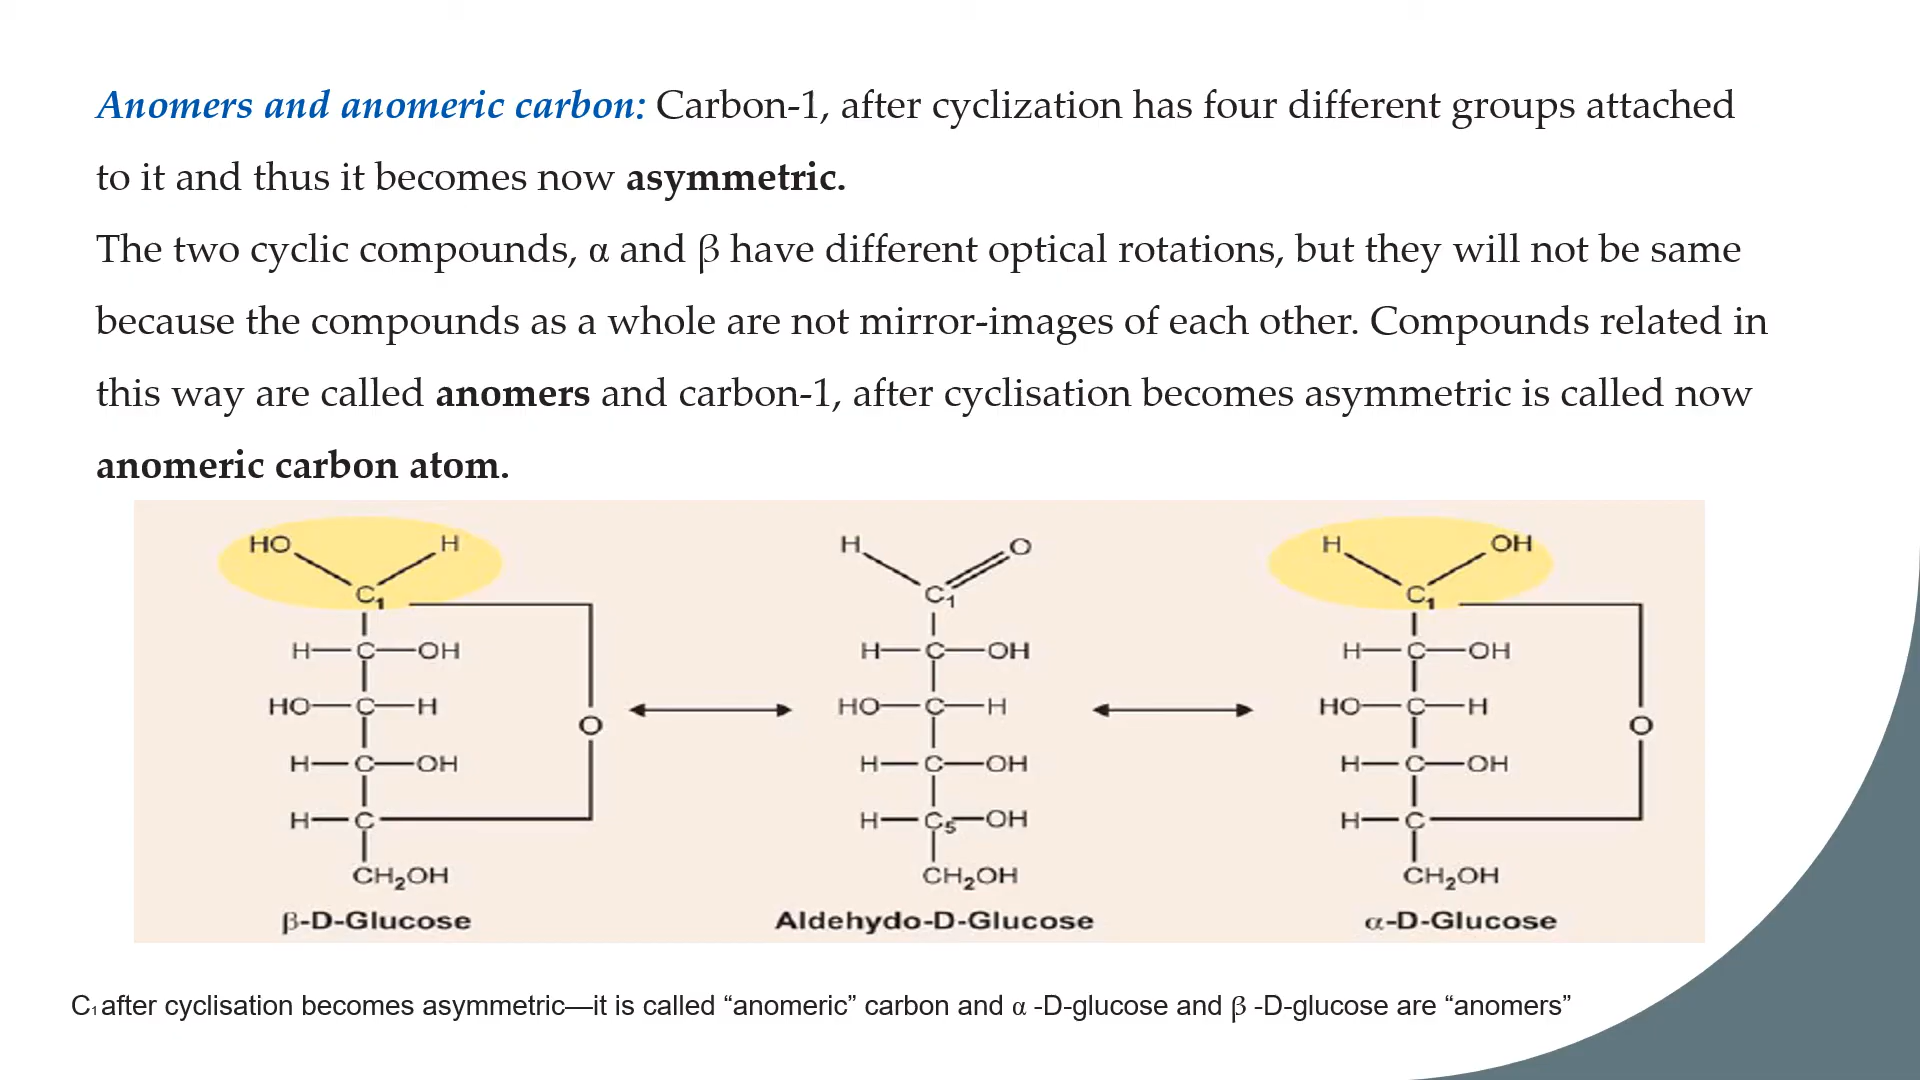 Anomers and anomeric carbon: Carbon-1, after cyclization has four different groups attached
to it and thus it becomes now asymmetric.
The two cyclic compounds, α and β have different optical rotations, but they will not be same
because the compounds as a whole are not mirror-images of each other. Compounds related in
this way are called anomers and carbon-1, after cyclisation becomes asymmetric is called now
anomeric carbon atom.
HO H H O H OH
C₁ C₁ C₁
H C OH H C OH H C OH
HO C H HO C H HO C H
O O
H C OH H C OH H C OH
H C H C₅ OH H C
CH₂OH CH₂OH CH₂OH
β-D-Glucose Aldehydo-D-Glucose α-D-Glucose
C₁ after cyclisation becomes asymmetric—it is called “anomeric” carbon and α -D-glucose and β -D-glucose are “anomers”